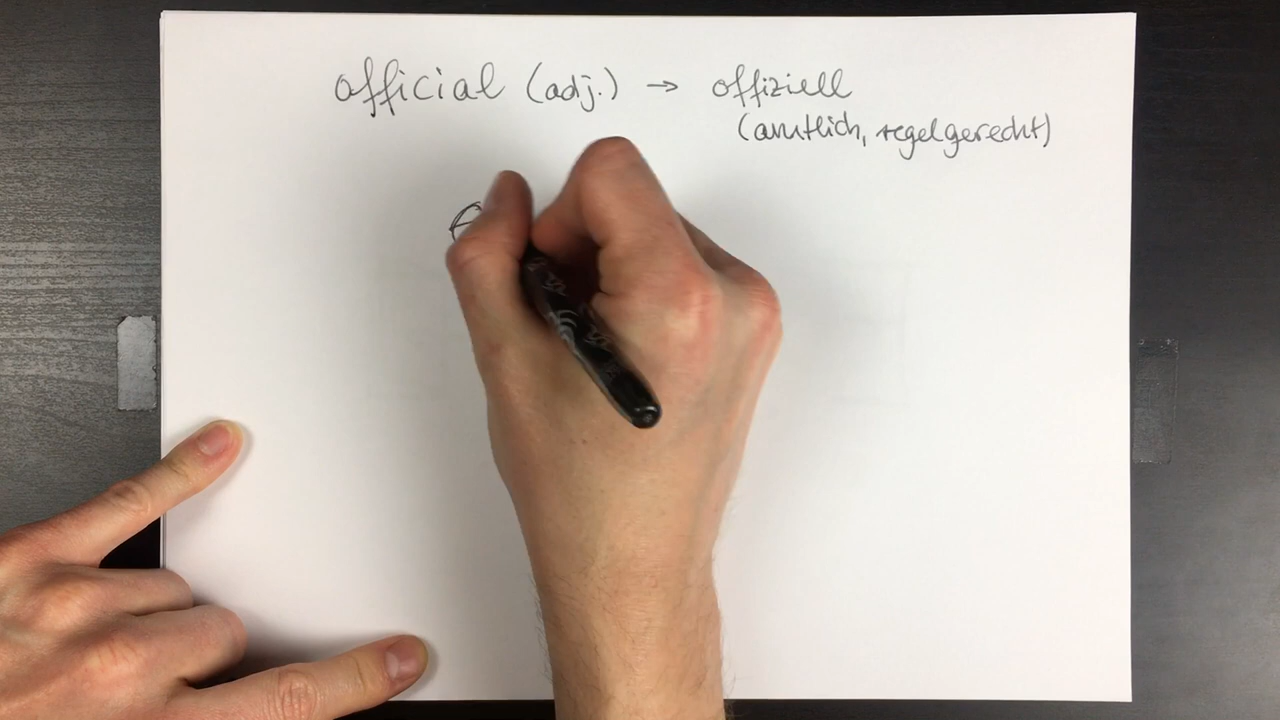 official (adj.) → offiziell
(amtlich, regelgerecht)